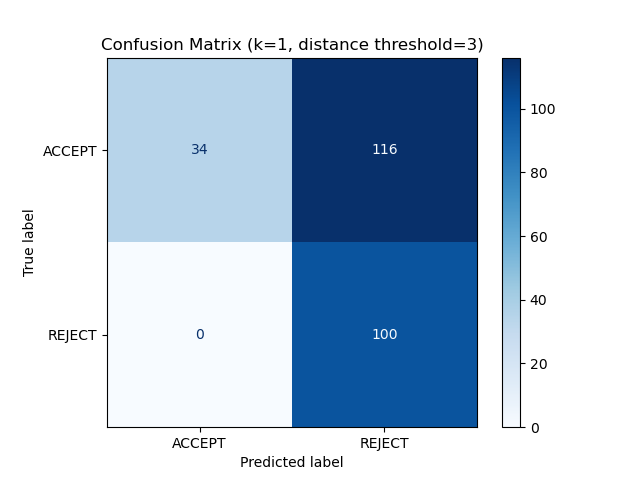 Confusion Matrix (k=1, distance threshold=3)
ACCEPT
34
116
REJECT
0
100
ACCEPT
REJECT
Predicted label
True label
100
80
60
40
20
0